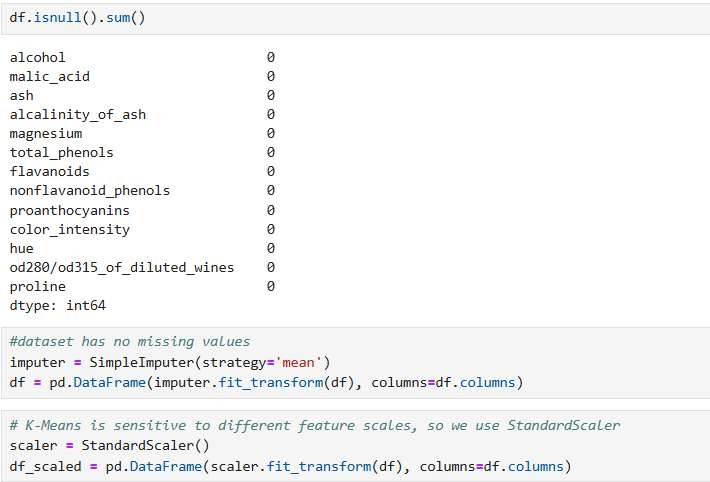 df.isnull().sum()
alcohol 0
malic_acid 0
ash 0
alcalinity_of_ash 0
magnesium 0
total_phenols 0
flavanoids 0
nonflavanoid_phenols 0
proanthocyanins 0
color_intensity 0
hue 0
od280/od315_of_diluted_wines 0
proline 0
dtype: int64
#dataset has no missing values
imputer = SimpleImputer(strategy='mean')
df = pd.DataFrame(imputer.fit_transform(df), columns=df.columns)
# K-Means is sensitive to different feature scales, so we use StandardScaler
scaler = StandardScaler()
df_scaled = pd.DataFrame(scaler.fit_transform(df), columns=df.columns)